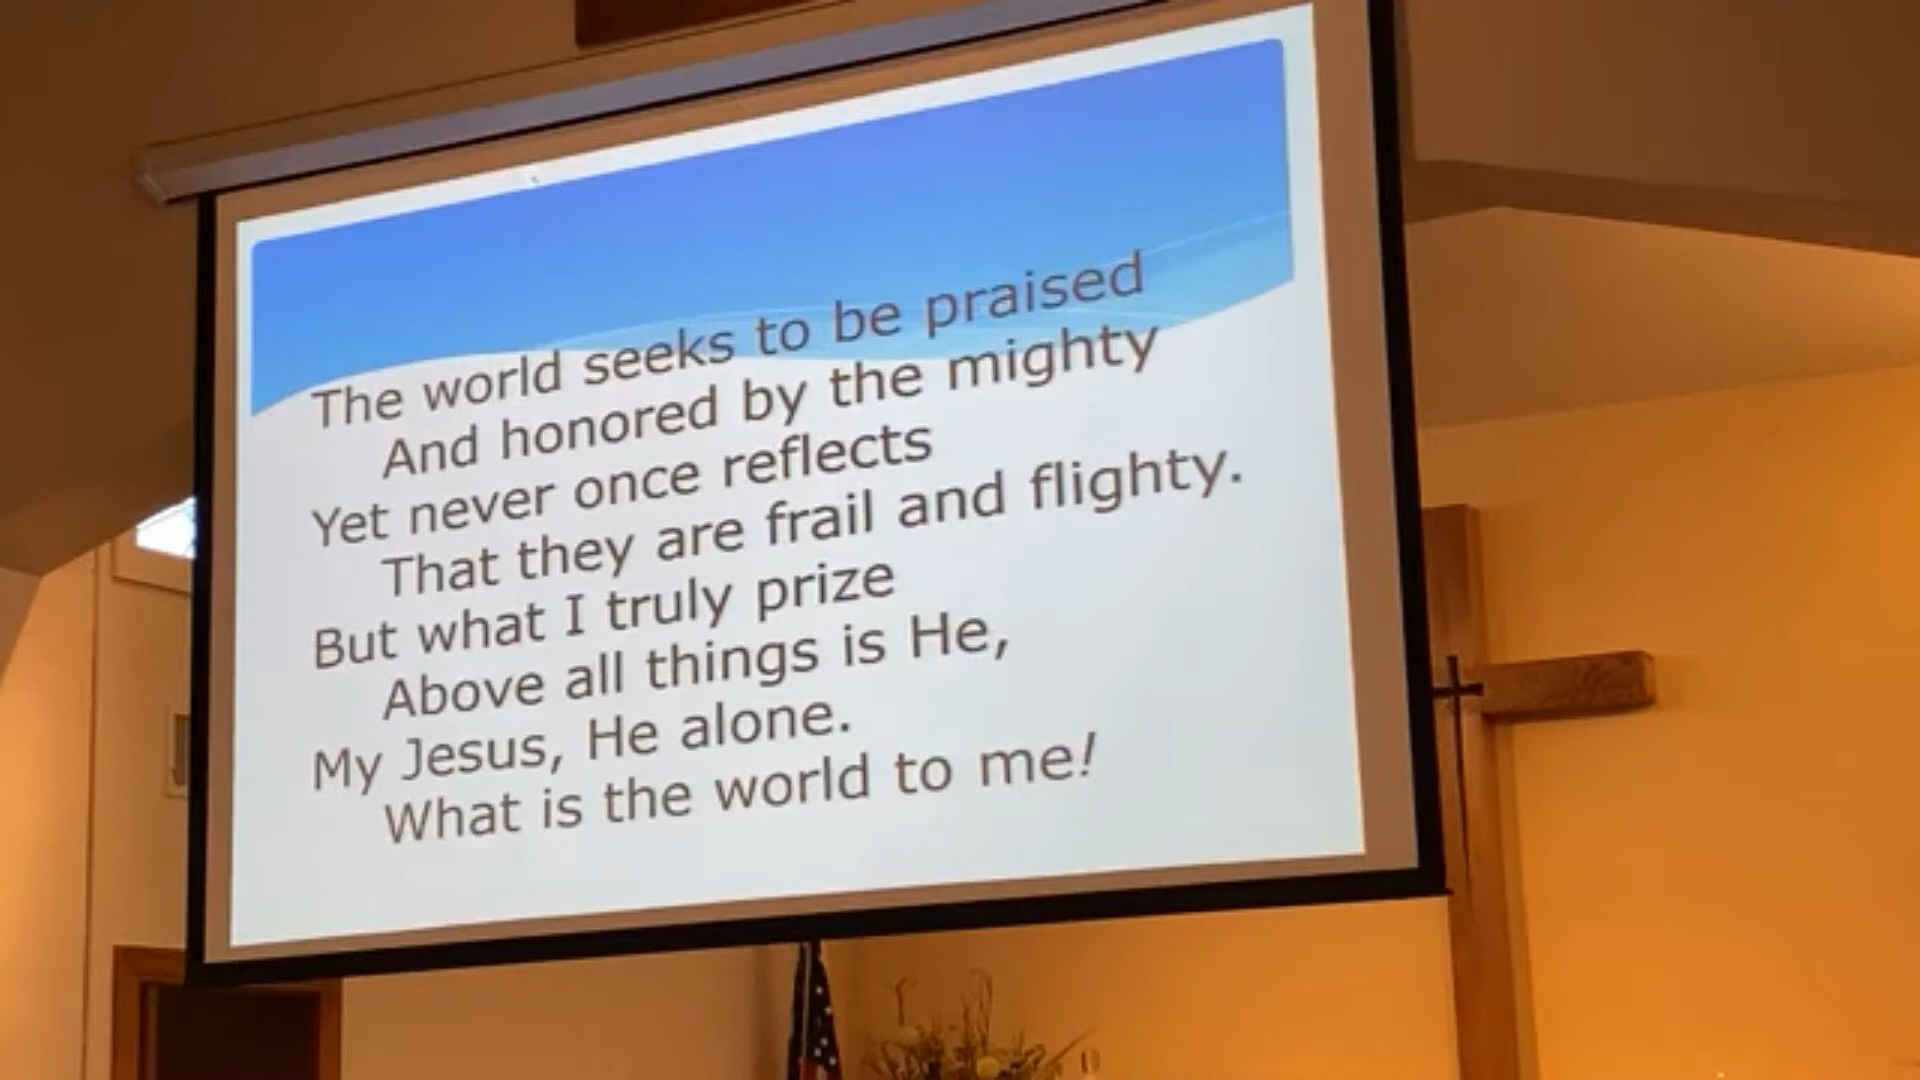 The world seeks to be praised
And honored by the mighty
Yet never once reflects
That they are frail and flighty.
But what I truly prize
Above all things is He,
My Jesus, He alone.
What is the world to me!